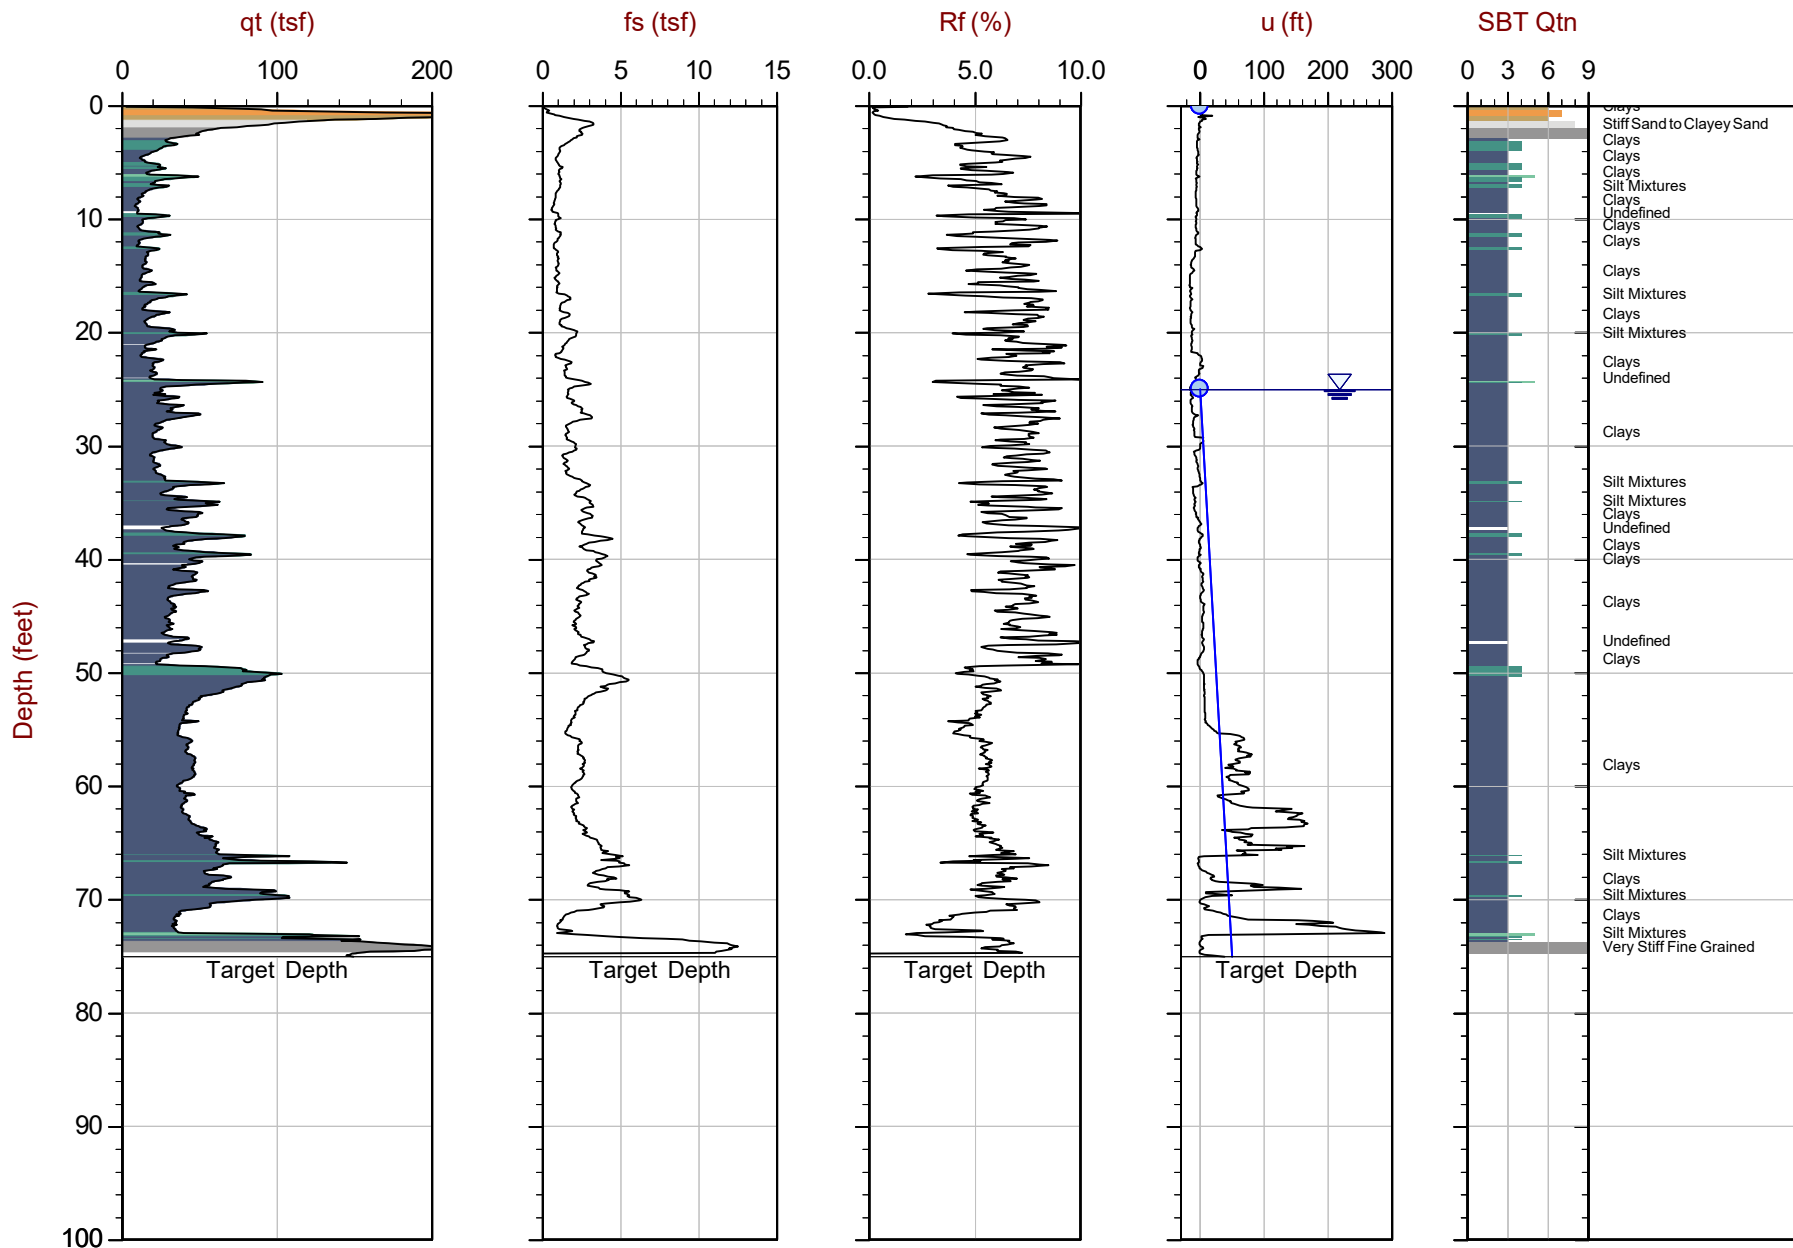 qt (tsf)
fs (tsf)
Rf (%)
u (ft)
SBT Qtn
0 100 200
0 5 10 15
0.0 5.0 10.0
0 100 200 300
0 3 6 9
Depth (feet)
0
10
20
30
40
50
60
70
80
90
100
Clays
Stiff Sand to Clayey Sand
Clays
Clays
Clays
Silt Mixtures
Clays
Undefined
Clays
Clays
Clays
Silt Mixtures
Clays
Silt Mixtures
Clays
Undefined
Clays
Silt Mixtures
Silt Mixtures
Clays
Undefined
Clays
Clays
Clays
Undefined
Clays
Clays
Silt Mixtures
Clays
Silt Mixtures
Clays
Silt Mixtures
Very Stiff Fine Grained
Target Depth
Target Depth
Target Depth
Target Depth